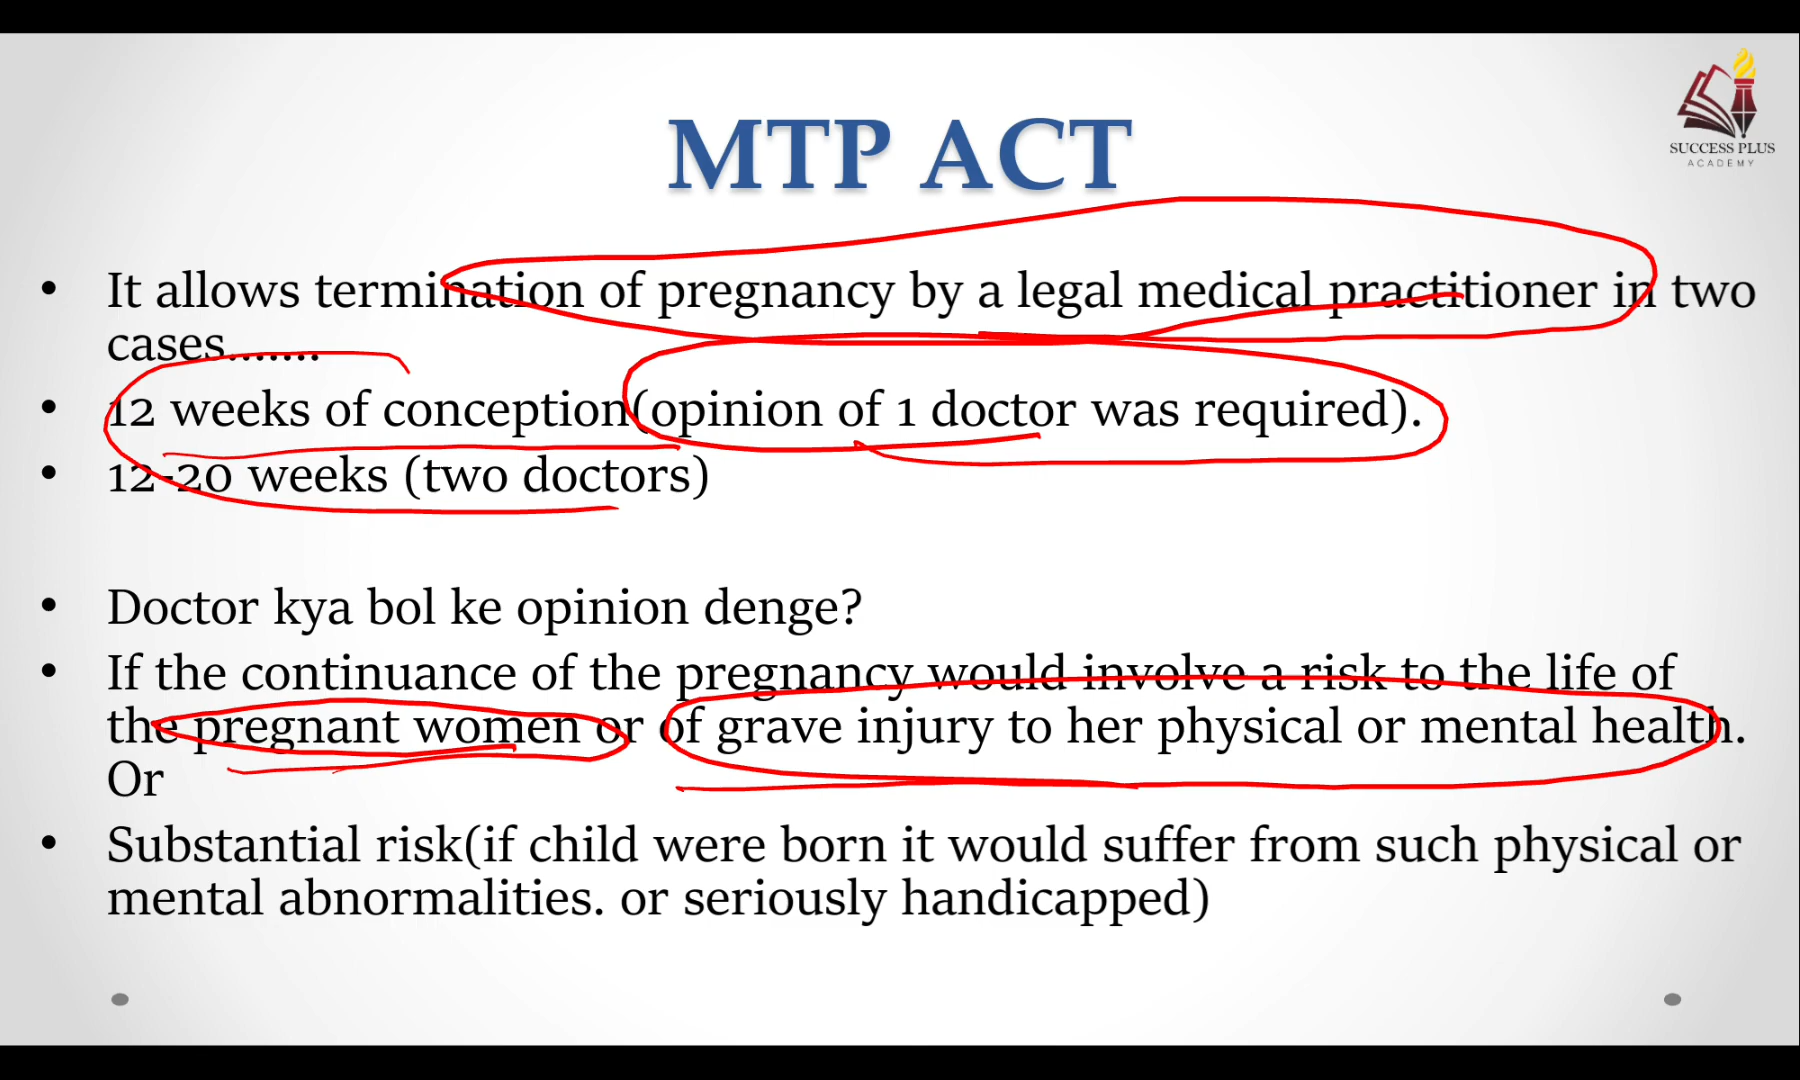 SUCCESS PLUS
ACADEMY
MTP ACT
• It allows termination of pregnancy by a legal medical practitioner in two
cases.......
• 12 weeks of conception(opinion of 1 doctor was required).
• 12-20 weeks (two doctors)
• Doctor kya bol ke opinion denge?
• If the continuance of the pregnancy would involve a risk to the life of
the pregnant women or of grave injury to her physical or mental health.
Or
• Substantial risk(if child were born it would suffer from such physical or
mental abnormalities. or seriously handicapped)